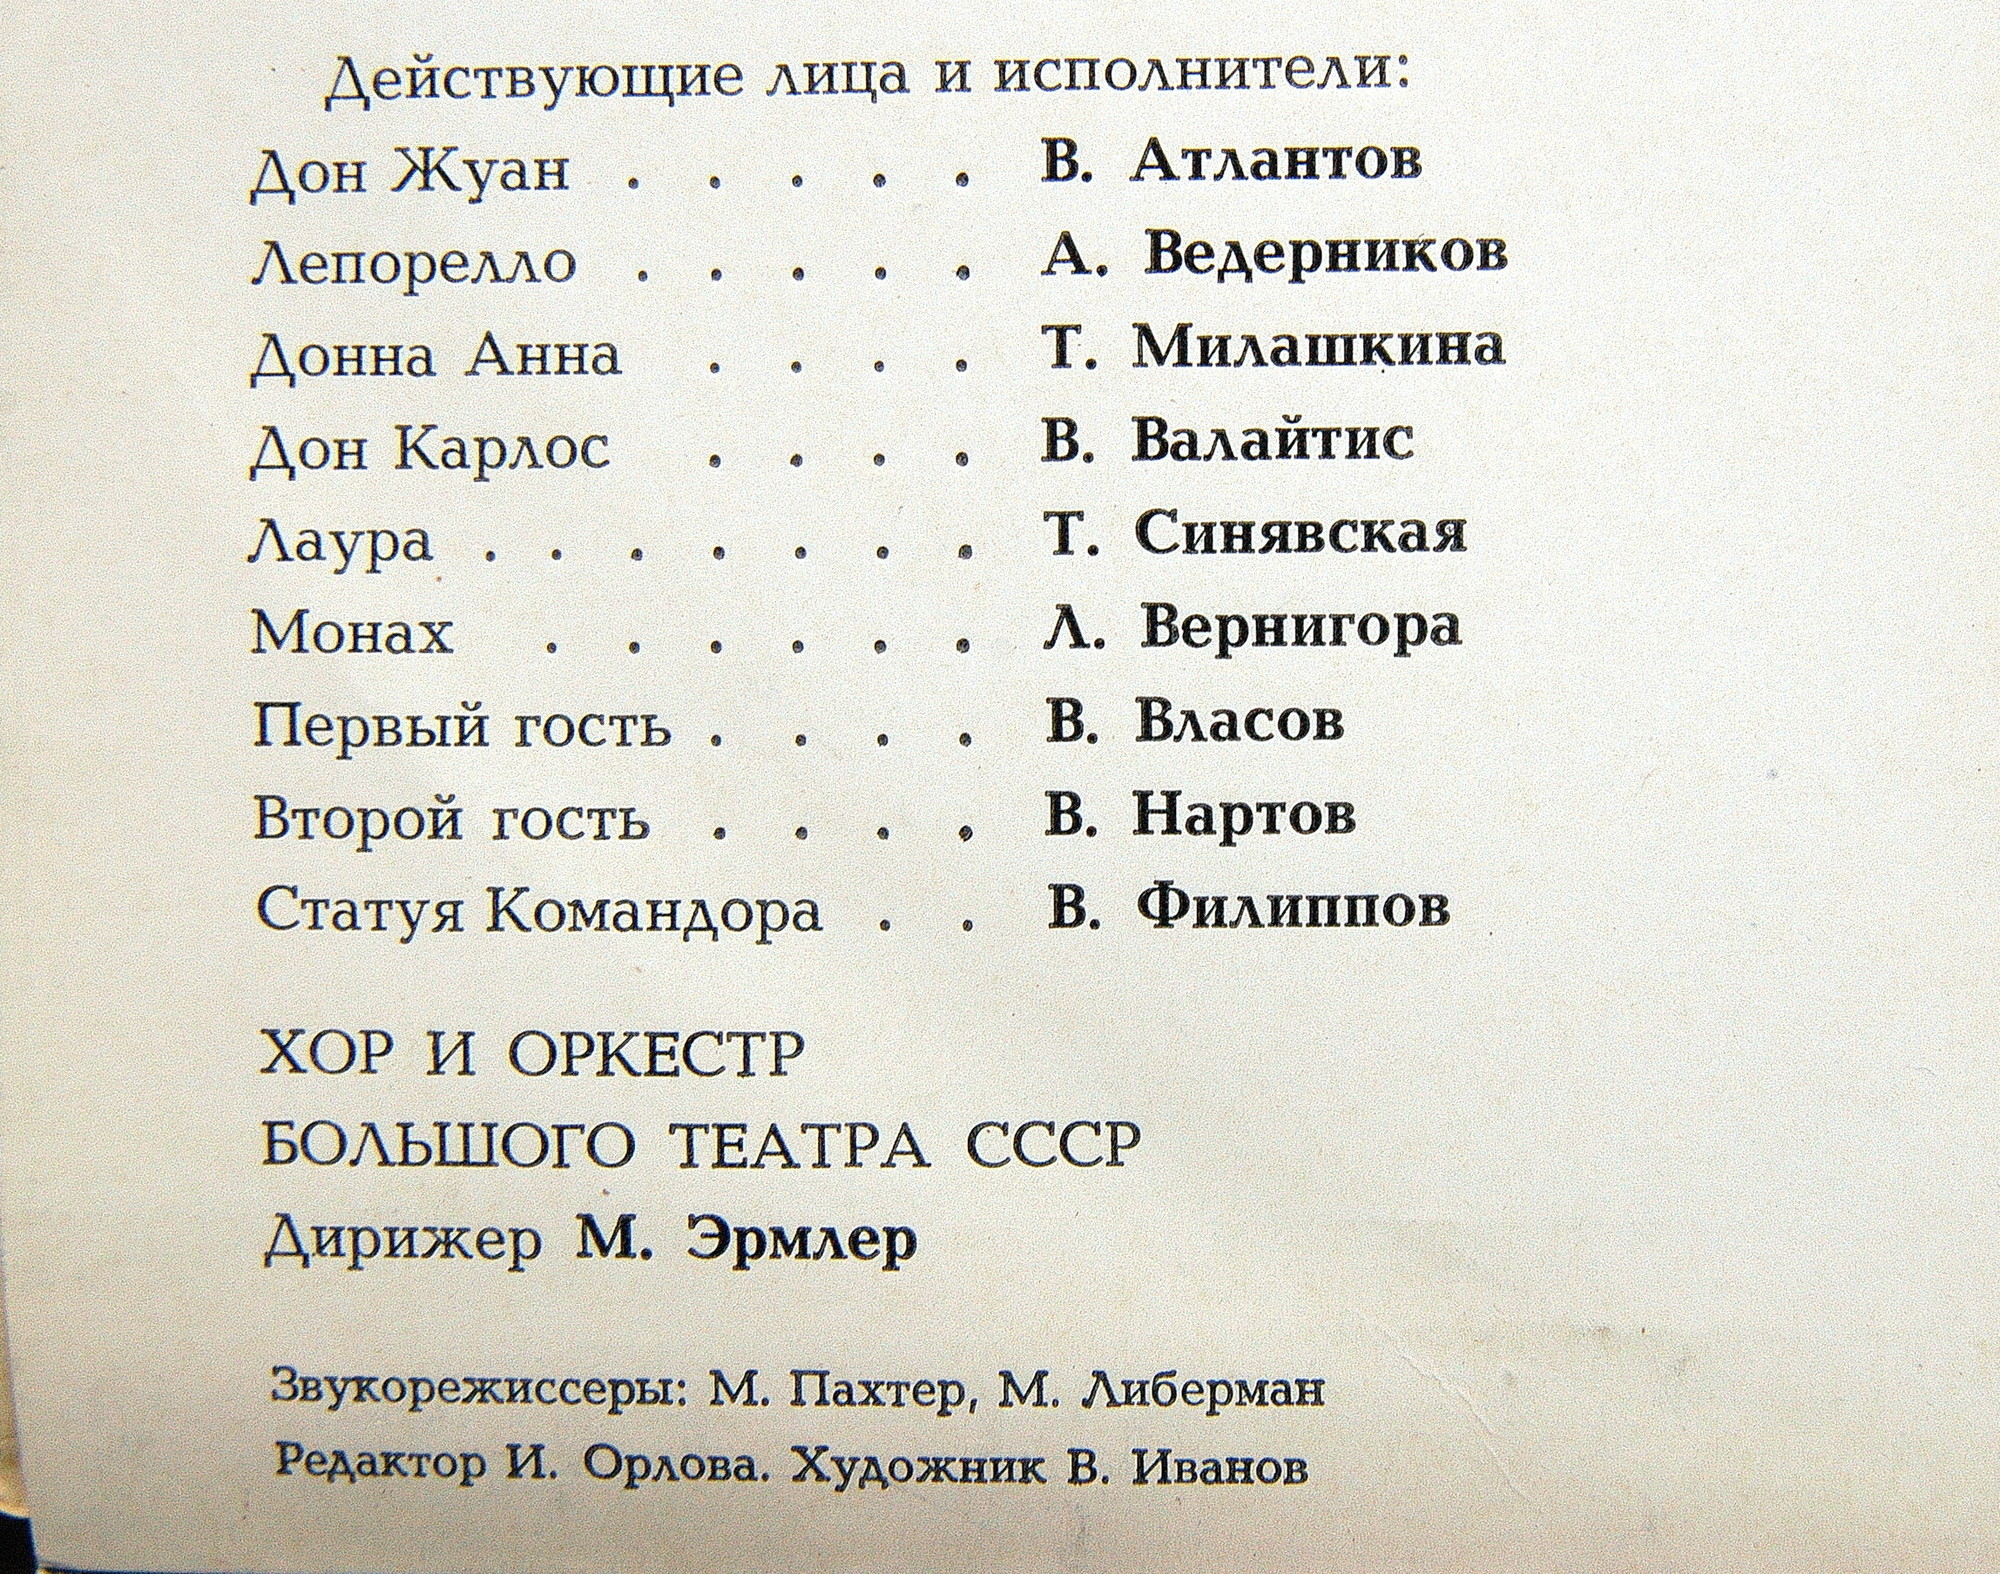 Действующие лица и исполнители:
Дон Жуан . . . . . В. Атлантов
Лепорелло . . . . . А. Ведерников
Донна Анна . . . . Т. Милашкина
Дон Карлос . . . . В. Валайтис
Лаура . . . . . . . Т. Синявская
Монах . . . . . . Л. Вернигора
Первый гость . . . . В. Власов
Второй гость . . . . В. Нартов
Статуя Командора . . В. Филиппов
ХОР И ОРКЕСТР
БОЛЬШОГО ТЕАТРА СССР
Дирижер М. Эрмлер
Звукорежиссеры: М. Пахтер, М. Либерман
Редактор И. Орлова. Художник В. Иванов